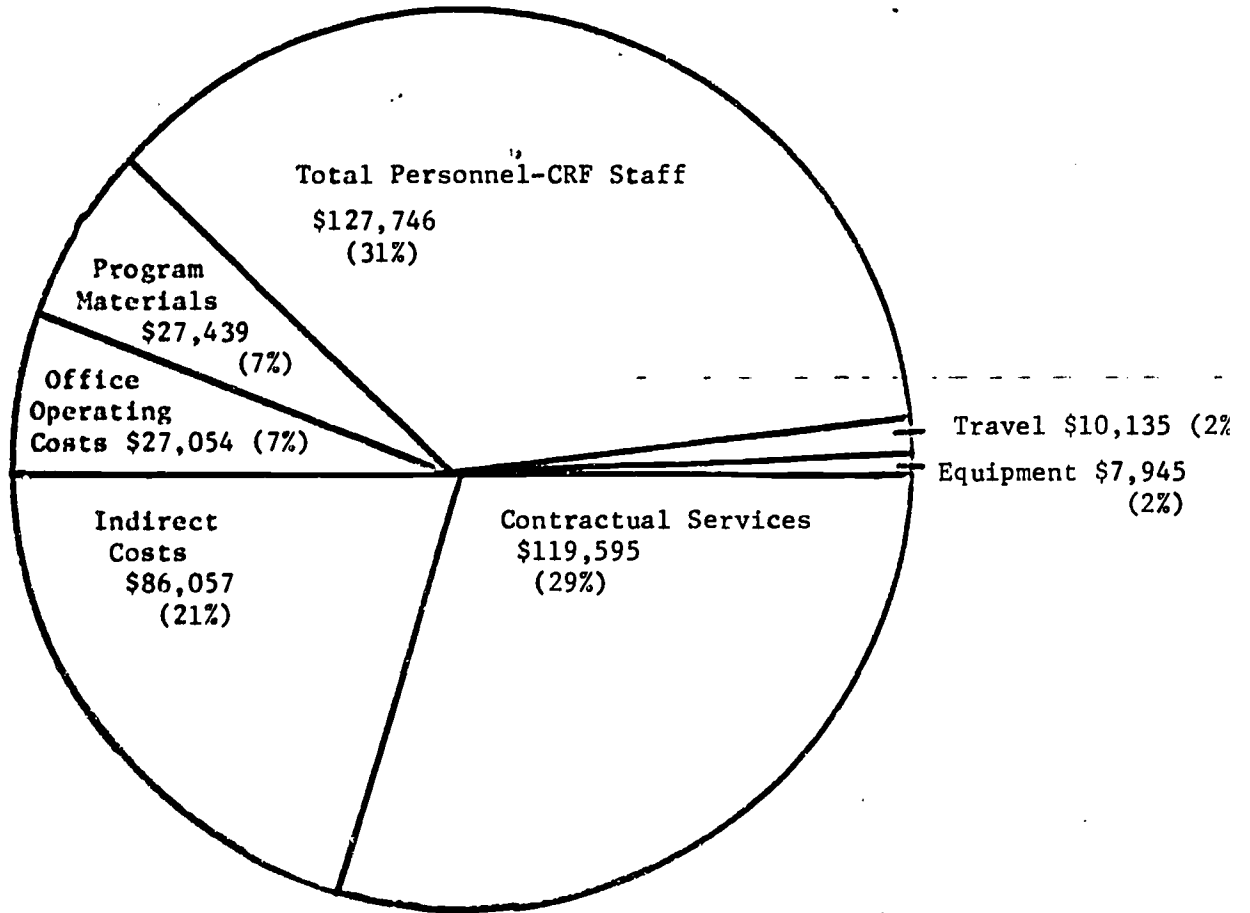 Total Personnel-CRF Staff
$127,746
(31%)
Program
Materials
$27,439
(7%)
Office
Operating
Costs $27,054 (7%)
Travel $10,135 (2%
Equipment $7,945
(2%)
Indirect
Costs
$86,057
(21%)
Contractual Services
$119,595
(29%)